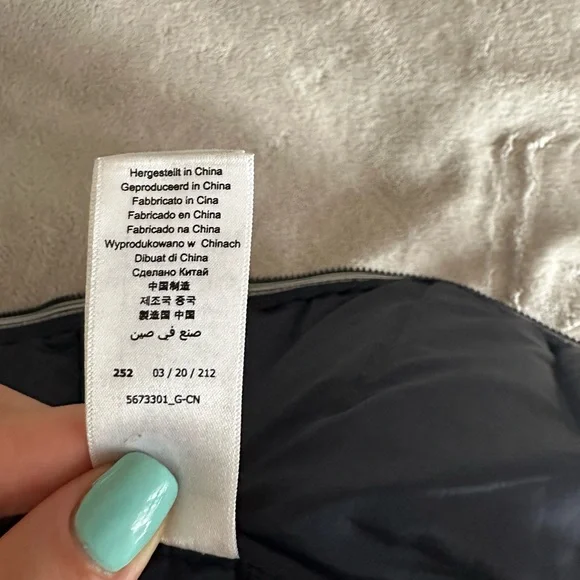 Hergestellt in China
Geproduceerd in China
Fabbricato in Cina
Fabricado en China
Fabricado na China
Wyprodukowano w Chinach
Dibuat di China
Сделано Китай
中国制造
제조국 중국
製造国 中国
صنع في صين
252 03 / 20 / 212
5673301_G-CN